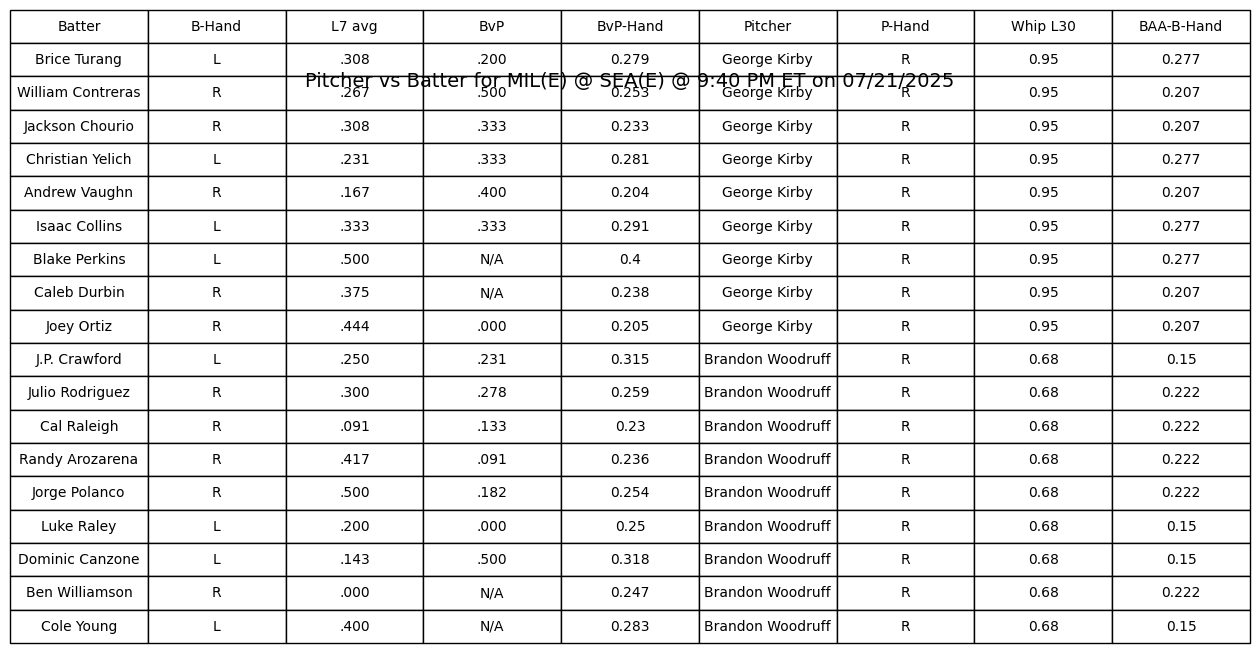 Batter B-Hand L7 avg BvP BvP-Hand Pitcher P-Hand Whip L30 BAA-B-Hand
Brice Turang L .308 .200 0.279 George Kirby R 0.95 0.277
Pitcher vs Batter for MIL(E) @ SEA(E) @ 9:40 PM ET on 07/21/2025
William Contreras R .267 .500 0.253 George Kirby R 0.95 0.207
Jackson Chourio R .308 .333 0.233 George Kirby R 0.95 0.207
Christian Yelich L .231 .333 0.281 George Kirby R 0.95 0.277
Andrew Vaughn R .167 .400 0.204 George Kirby R 0.95 0.207
Isaac Collins L .333 .333 0.291 George Kirby R 0.95 0.277
Blake Perkins L .500 N/A 0.4 George Kirby R 0.95 0.277
Caleb Durbin R .375 N/A 0.238 George Kirby R 0.95 0.207
Joey Ortiz R .444 .000 0.205 George Kirby R 0.95 0.207
J.P. Crawford L .250 .231 0.315 Brandon Woodruff R 0.68 0.15
Julio Rodriguez R .300 .278 0.259 Brandon Woodruff R 0.68 0.222
Cal Raleigh R .091 .133 0.23 Brandon Woodruff R 0.68 0.222
Randy Arozarena R .417 .091 0.236 Brandon Woodruff R 0.68 0.222
Jorge Polanco R .500 .182 0.254 Brandon Woodruff R 0.68 0.222
Luke Raley L .200 .000 0.25 Brandon Woodruff R 0.68 0.15
Dominic Canzone L .143 .500 0.318 Brandon Woodruff R 0.68 0.15
Ben Williamson R .000 N/A 0.247 Brandon Woodruff R 0.68 0.222
Cole Young L .400 N/A 0.283 Brandon Woodruff R 0.68 0.15